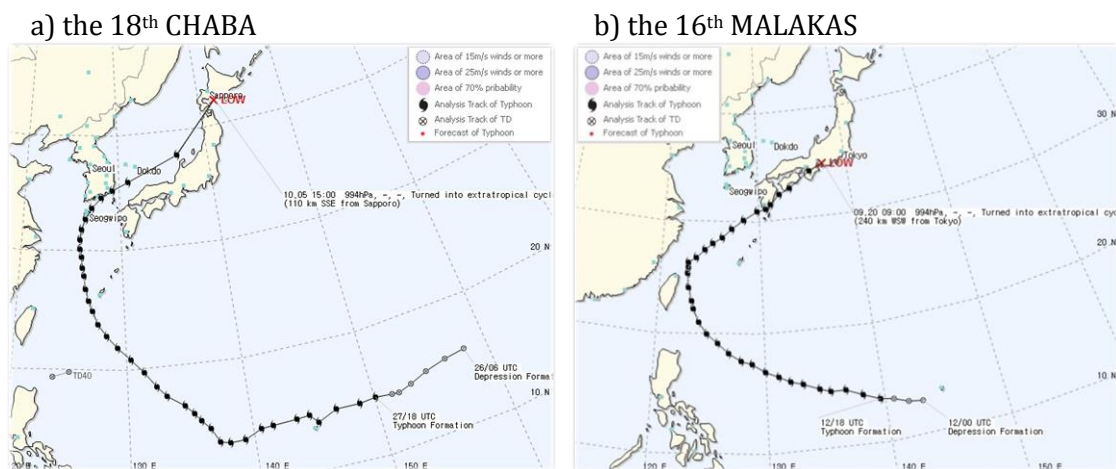 a) the 18th CHABA
b) the 16th MALAKAS
Area of 15m/s winds or more
Area of 25m/s winds or more
Area of 70% pribability
Analysis Track of Typhoon
Analysis Track of TD
Forecast of Typhoon
Sapporo
LOW
Seoul
Dokdo
Seogwipo
10.05 15:00 994hPa, -, -, Turned into extratropical cycl
(110 km SSE from Sapporo)
20 N
TD40
26/06 UTC
Depression Format
10 N
27/18 UTC
Typhoon Formation
20 E
130 E
140 E
150 E
Area of 15m/s winds or more
Area of 25m/s winds or more
Area of 70% pribability
Analysis Track of Typhoon
Analysis Track of TD
Forecast of Typhoon
30 N
Seoul
Dokdo
Tokyo
LOW
Seogwipo
09.20 09:00 994hPa, -, -, Turned into extratropical cyc
(240 km WSW from Tokyo)
20 N
10 N
12/18 UTC
Typhoon Formation
12/00 UTC
Depression Formation
120 E
130 E
140 E
150 E